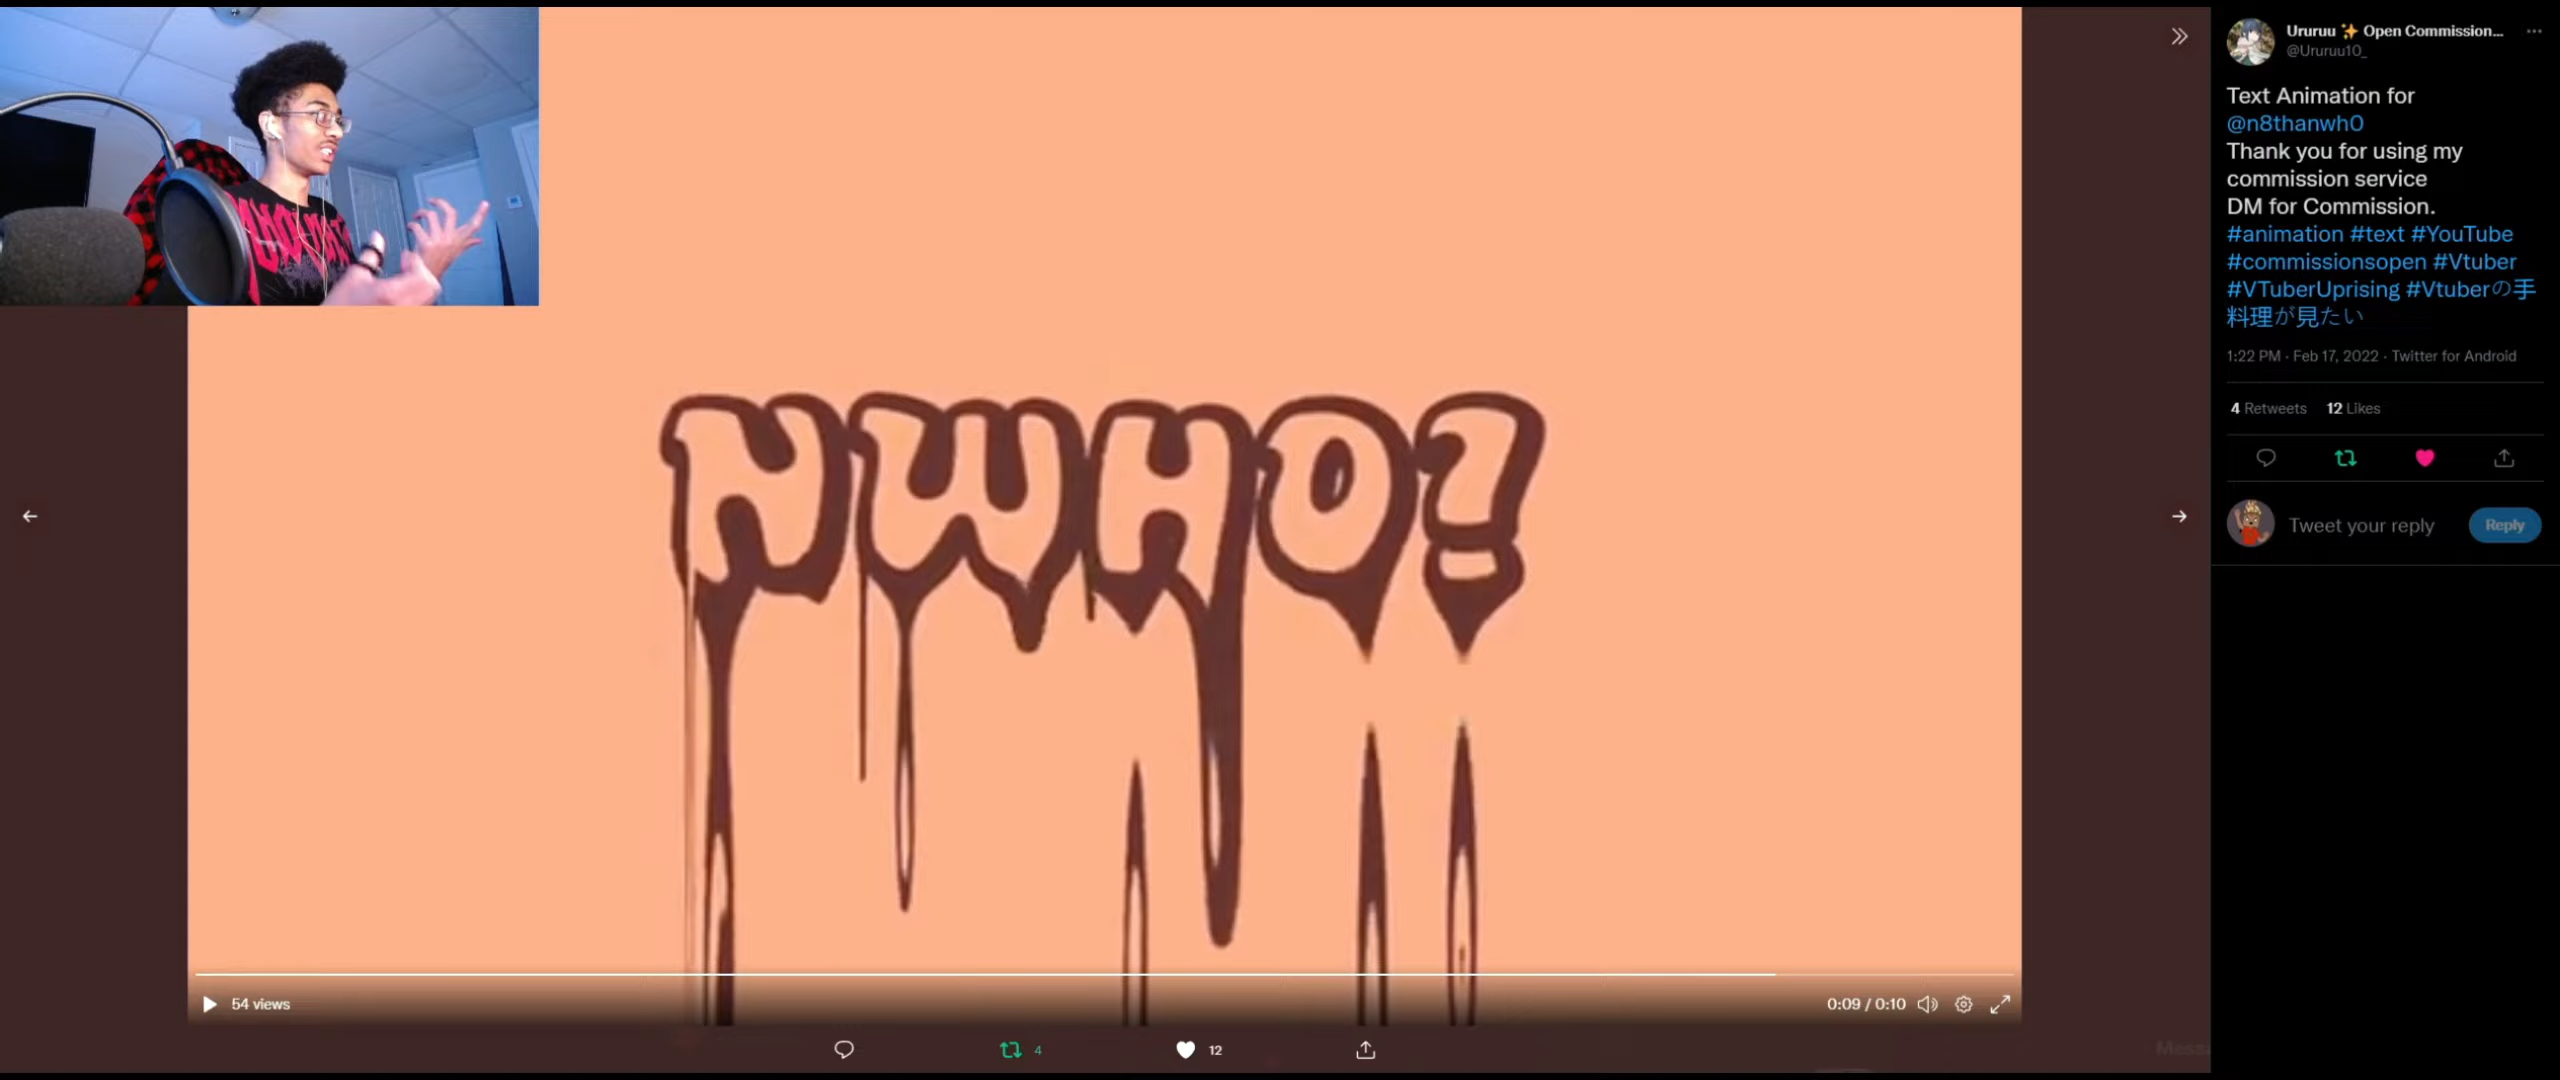 NWHO?
54 views
0:09 / 0:10
4
12
Ururuu ✨ Open Commission...
@Ururuu10_
Text Animation for
@n8thanwh0
Thank you for using my
commission service
DM for Commission.
#animation #text #YouTube
#commissionsopen #Vtuber
#VTuberUprising #Vtuberの手
料理が見たい
1:22 PM · Feb 17, 2022 · Twitter for Android
4 Retweets 12 Likes
Tweet your reply
Reply